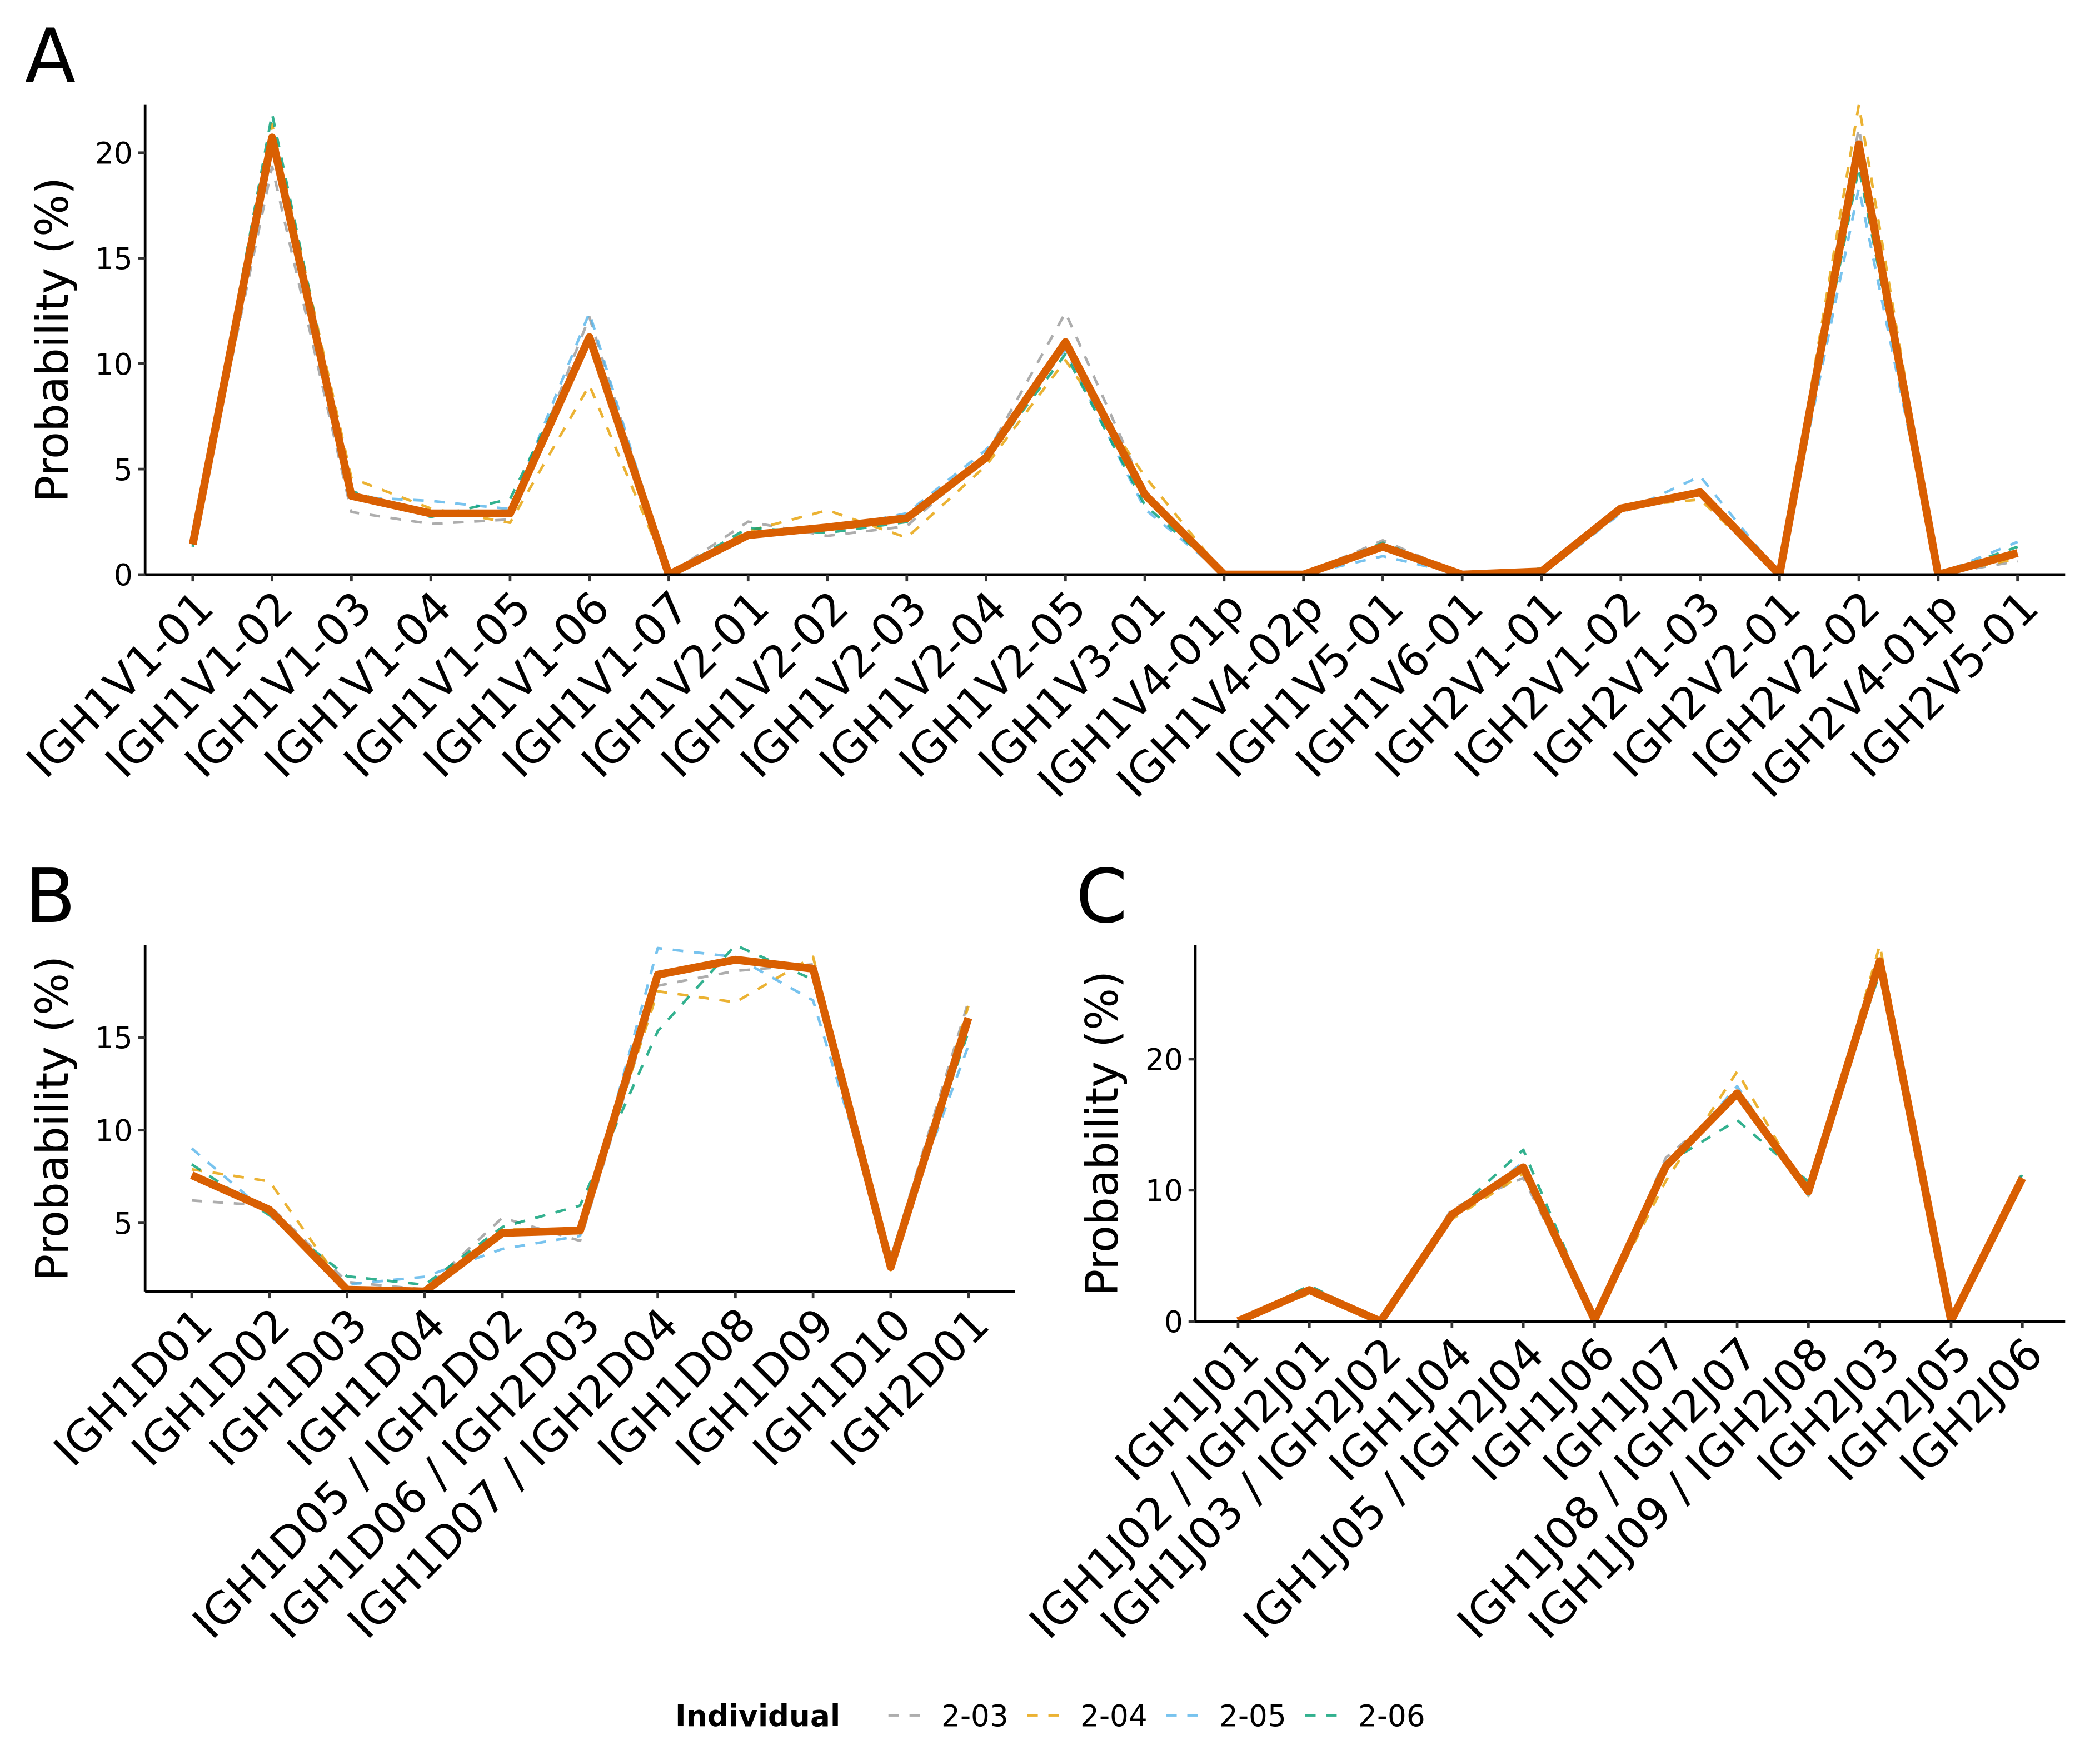 A
Probability (%)
20
15
10
5
0
IGH1V1-01
IGH1V1-02
IGH1V1-03
IGH1V1-04
IGH1V1-05
IGH1V1-06
IGH1V1-07
IGH1V2-01
IGH1V2-02
IGH1V2-03
IGH1V2-04
IGH1V2-05
IGH1V3-01
IGH1V4-01p
IGH1V4-02p
IGH1V5-01
IGH1V6-01
IGH2V1-01
IGH2V1-02
IGH2V1-03
IGH2V2-01
IGH2V2-02
IGH2V4-01p
IGH2V5-01
B
Probability (%)
15
10
5
IGH1D01
IGH1D02
IGH1D03
IGH1D04
IGH1D05 / IGH2D02
IGH1D06 / IGH2D03
IGH1D07 / IGH2D04
IGH1D08
IGH1D09
IGH1D10
IGH2D01
C
Probability (%)
20
10
0
IGH1J01
IGH1J02 / IGH2J01
IGH1J03 / IGH2J02
IGH1J04
IGH1J05 / IGH2J04
IGH1J06
IGH1J07
IGH1J08 / IGH2J07
IGH1J09 / IGH2J08
IGH2J03
IGH2J05
IGH2J06
Individual 2-03 2-04 2-05 2-06